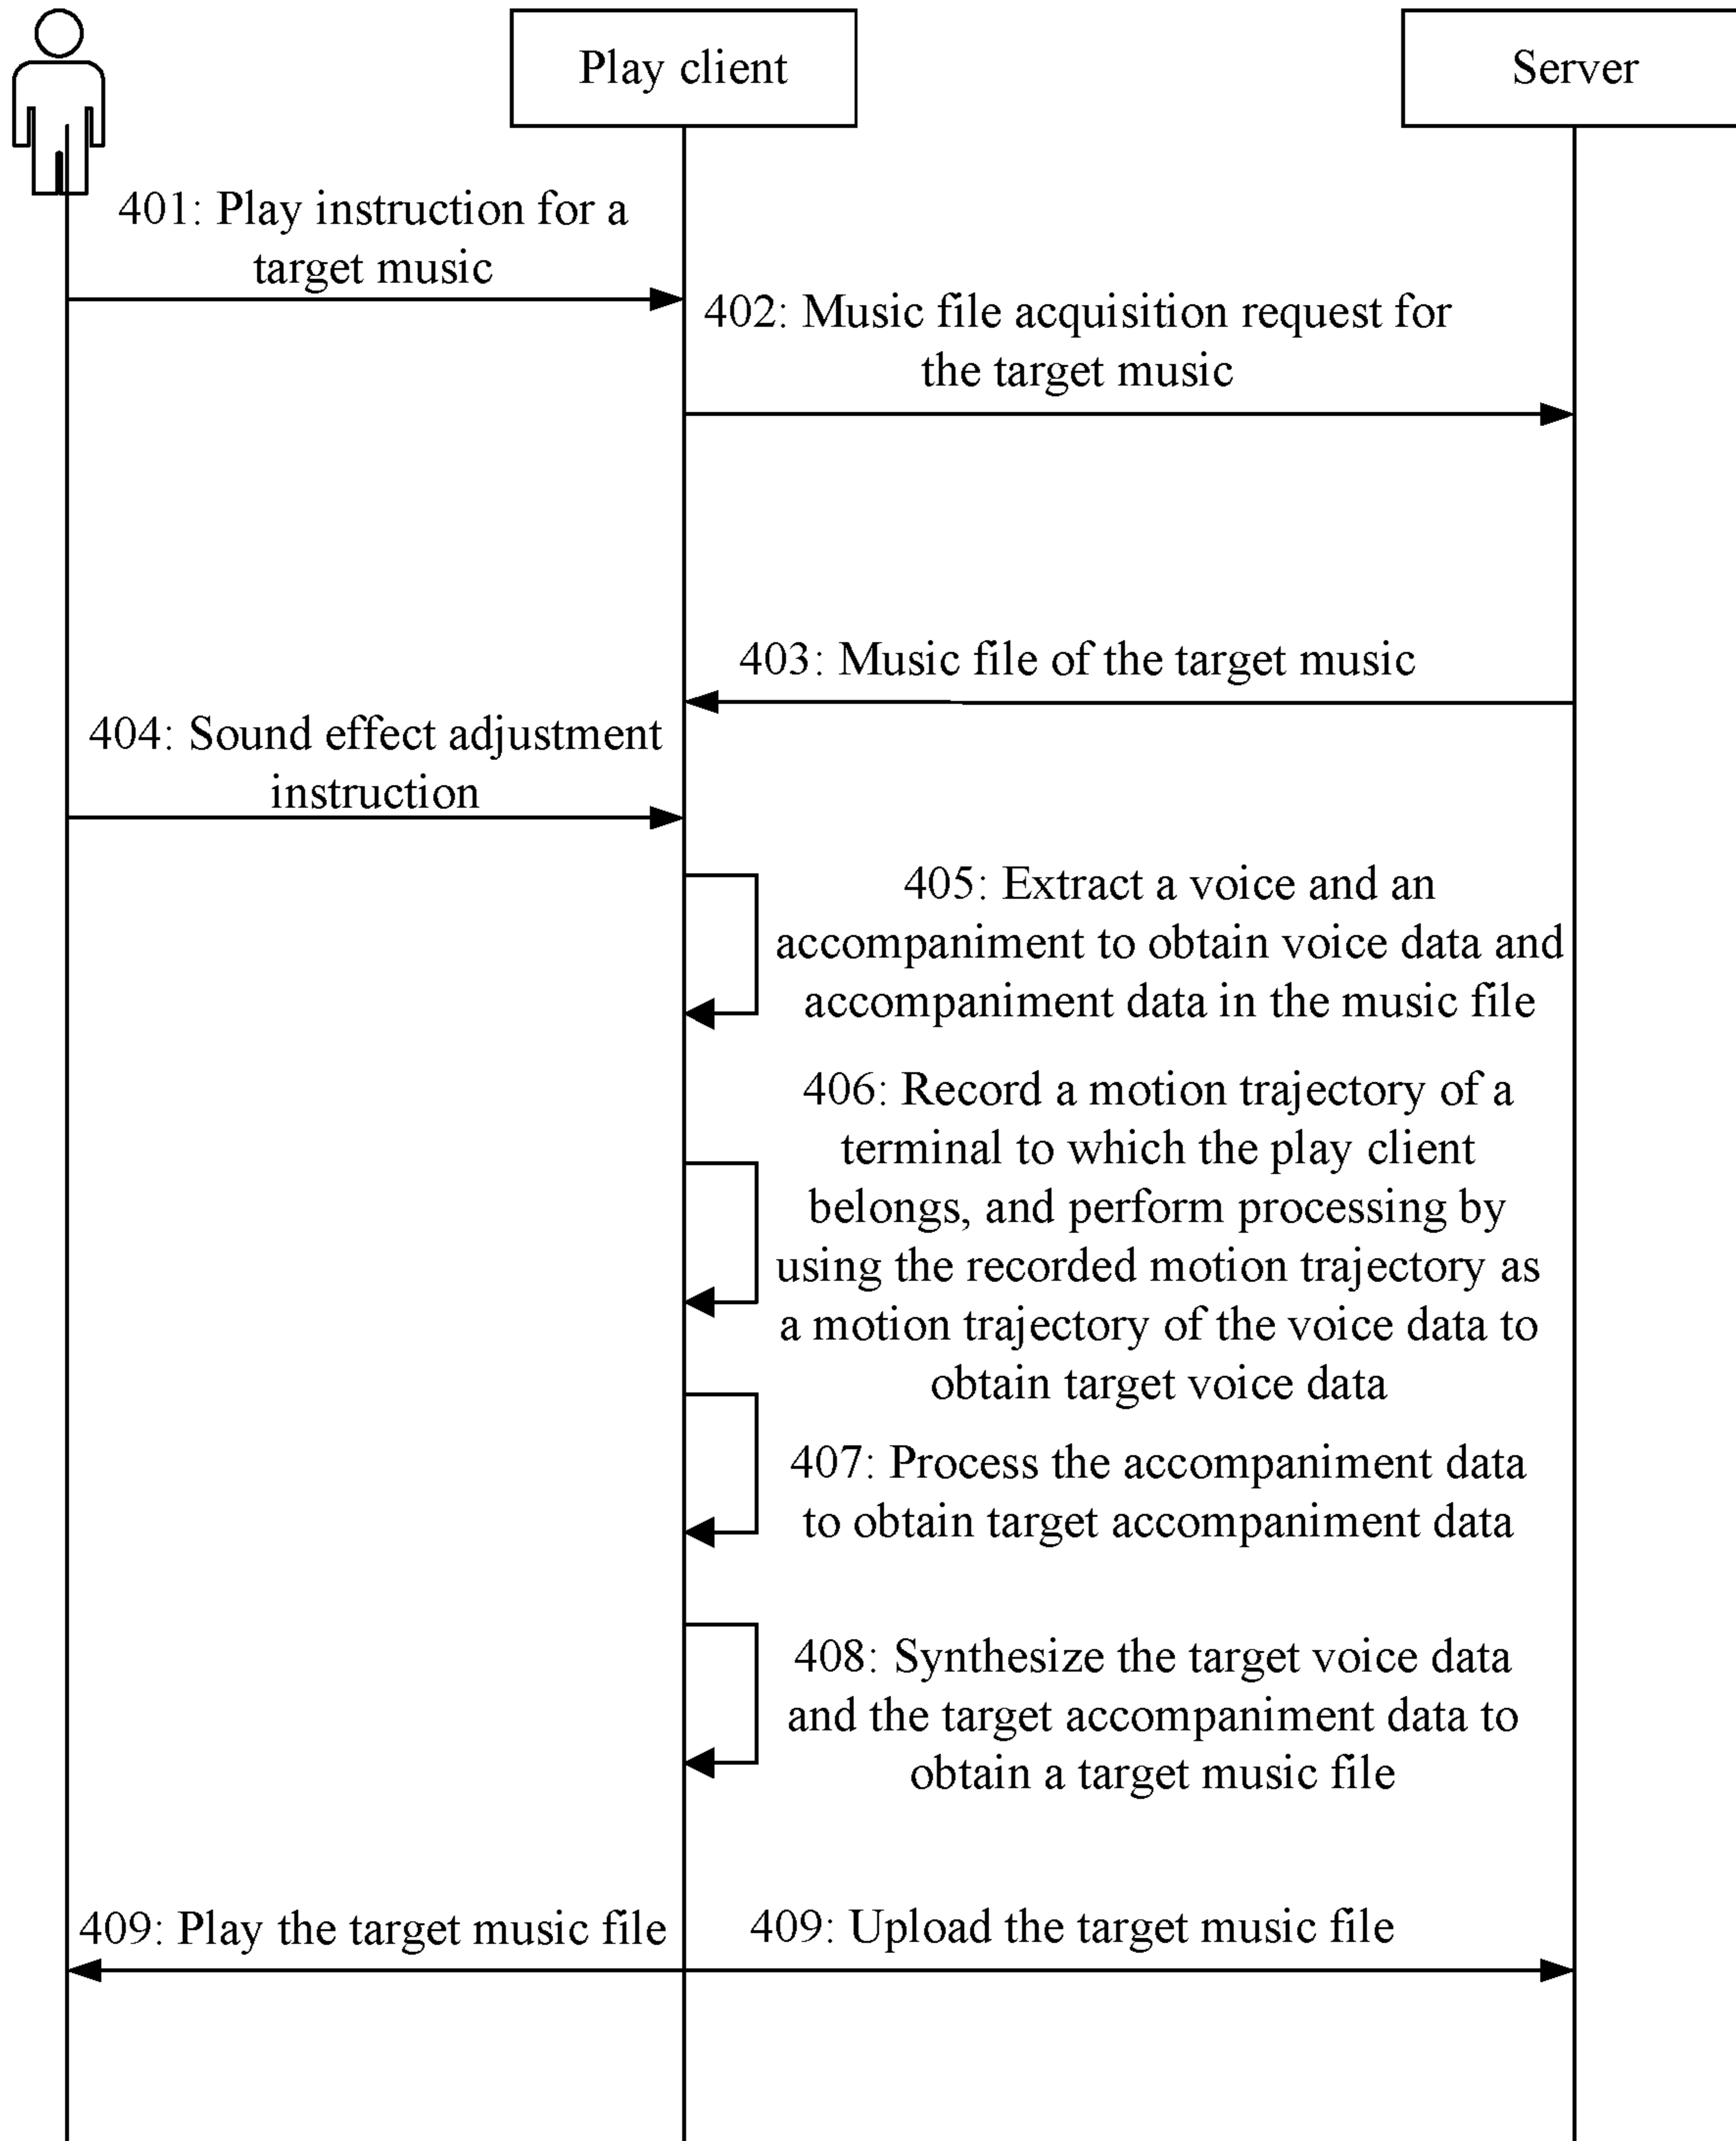 Play client
Server
401: Play instruction for a
target music
402: Music file acquisition request for
the target music
403: Music file of the target music
404: Sound effect adjustment
instruction
405: Extract a voice and an
accompaniment to obtain voice data and
accompaniment data in the music file
406: Record a motion trajectory of a
terminal to which the play client
belongs, and perform processing by
using the recorded motion trajectory as
a motion trajectory of the voice data to
obtain target voice data
407: Process the accompaniment data
to obtain target accompaniment data
408: Synthesize the target voice data
and the target accompaniment data to
obtain a target music file
409: Play the target music file
409: Upload the target music file